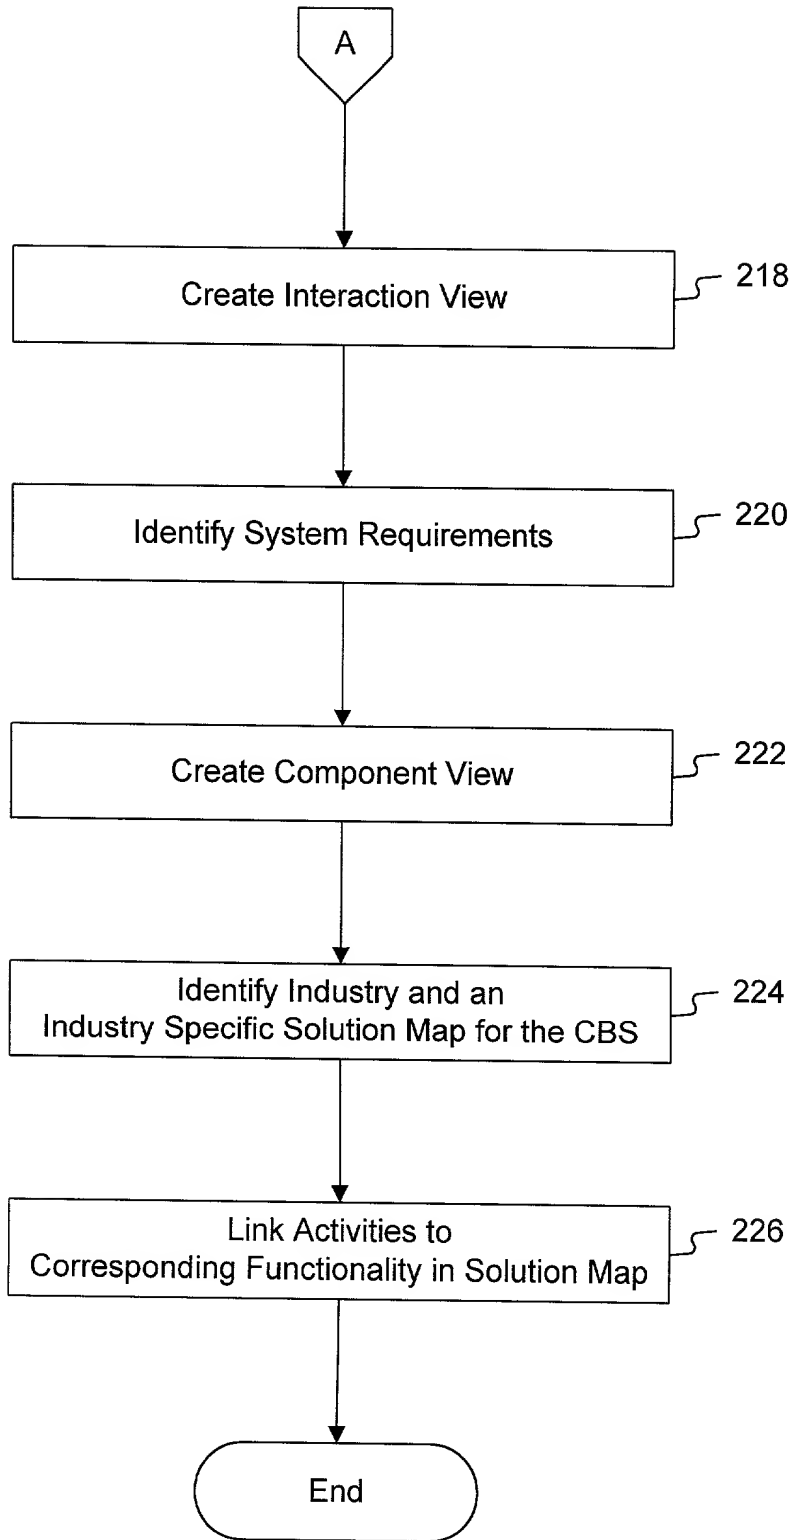 A
Create Interaction View
218
Identify System Requirements
220
Create Component View
222
Identify Industry and an
Industry Specific Solution Map for the CBS
224
Link Activities to
Corresponding Functionality in Solution Map
226
End